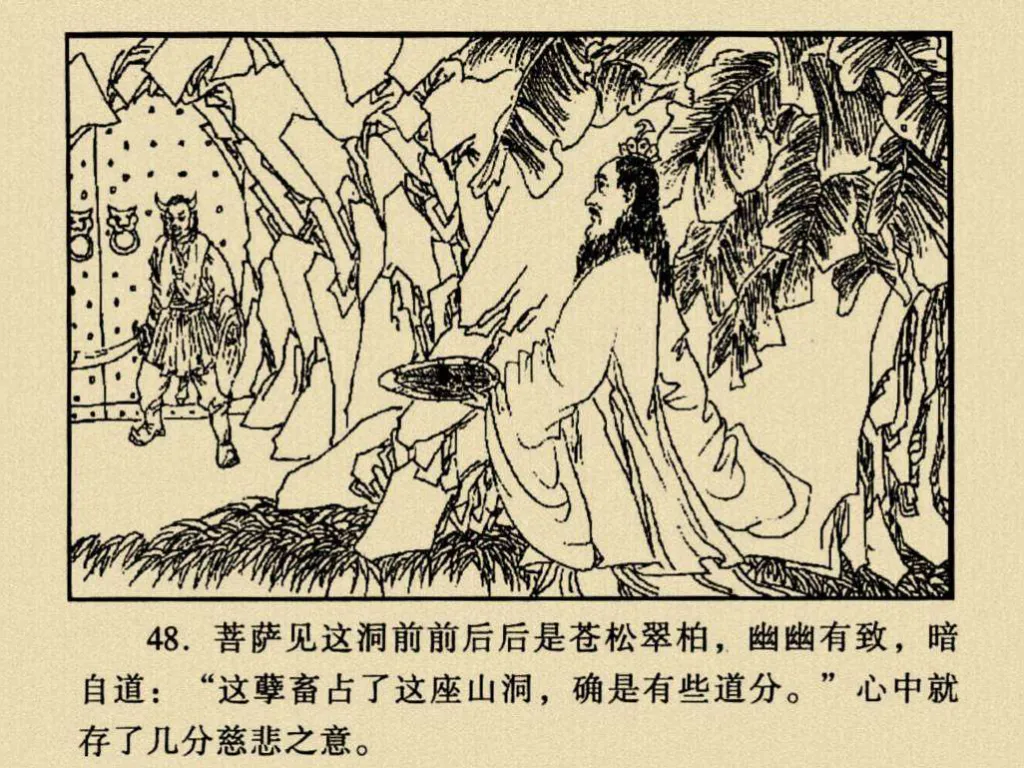 48. 菩萨见这洞前前后后是苍松翠柏，幽幽有致，暗
自道：“这孽畜占了这座山洞，确是有些道分。”心中就
存了几分慈悲之意。